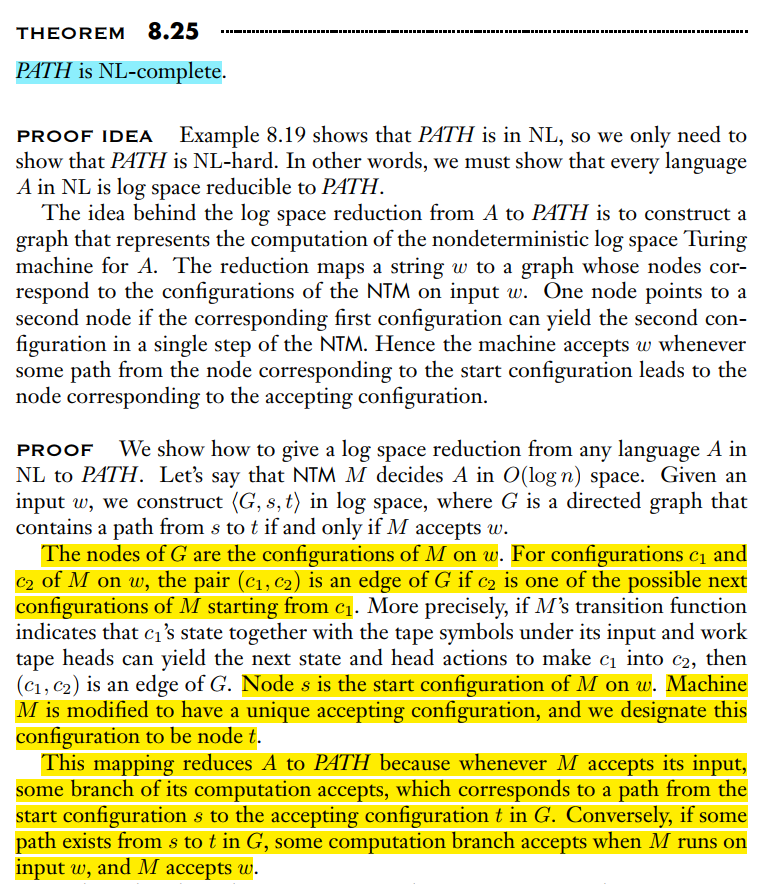 THEOREM 8.25
PATH is NL-complete.
PROOF IDEA Example 8.19 shows that PATH is in NL, so we only need to
show that PATH is NL-hard. In other words, we must show that every language
A in NL is log space reducible to PATH.
The idea behind the log space reduction from A to PATH is to construct a
graph that represents the computation of the nondeterministic log space Turing
machine for A. The reduction maps a string w to a graph whose nodes cor-
respond to the configurations of the NTM on input w. One node points to a
second node if the corresponding first configuration can yield the second con-
figuration in a single step of the NTM. Hence the machine accepts w whenever
some path from the node corresponding to the start configuration leads to the
node corresponding to the accepting configuration.
PROOF We show how to give a log space reduction from any language A in
NL to PATH. Let's say that NTM M decides A in O(log n) space. Given an
input w, we construct ⟨G, s, t⟩ in log space, where G is a directed graph that
contains a path from s to t if and only if M accepts w.
The nodes of G are the configurations of M on w. For configurations c₁ and
c₂ of M on w, the pair (c₁, c₂) is an edge of G if c₂ is one of the possible next
configurations of M starting from c₁. More precisely, if M's transition function
indicates that c₁'s state together with the tape symbols under its input and work
tape heads can yield the next state and head actions to make c₁ into c₂, then
(c₁, c₂) is an edge of G. Node s is the start configuration of M on w. Machine
M is modified to have a unique accepting configuration, and we designate this
configuration to be node t.
This mapping reduces A to PATH because whenever M accepts its input,
some branch of its computation accepts, which corresponds to a path from the
start configuration s to the accepting configuration t in G. Conversely, if some
path exists from s to t in G, some computation branch accepts when M runs on
input w, and M accepts w.